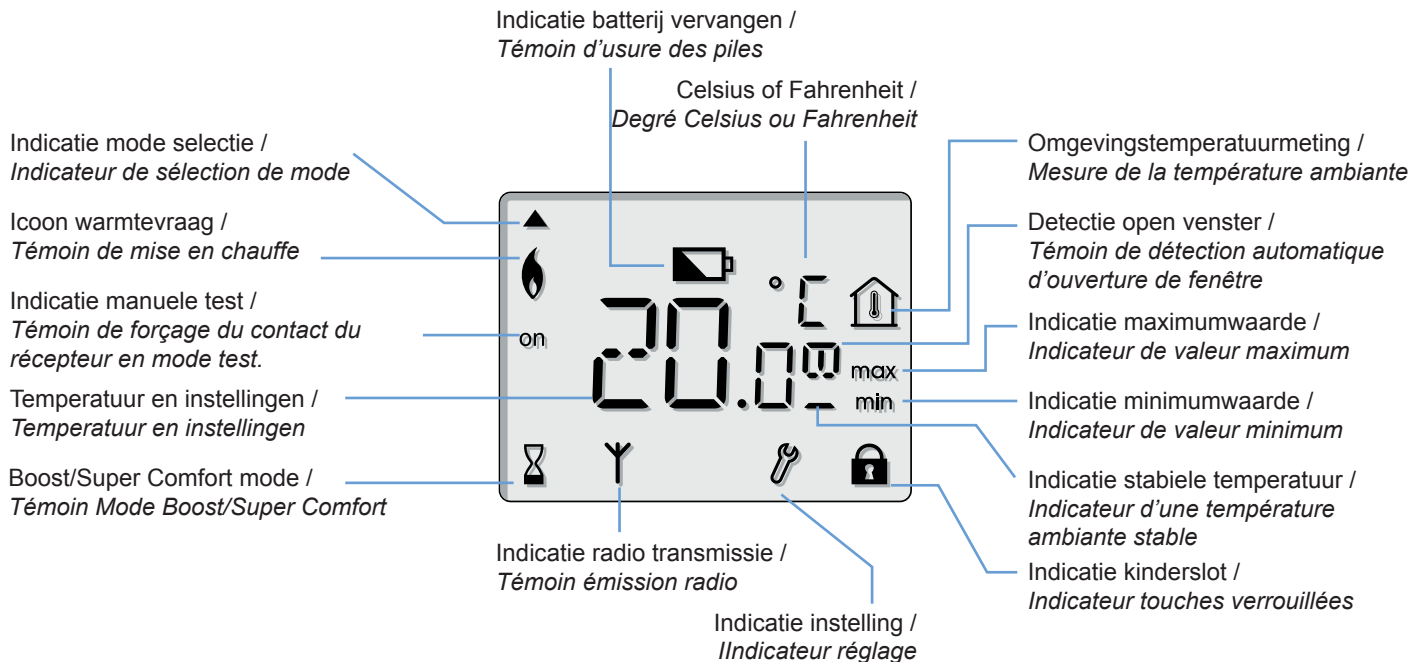 Indicatie batterij vervangen /
Témoin d'usure des piles
Celsius of Fahrenheit /
Degré Celsius ou Fahrenheit
Indicatie mode selectie /
Indicateur de sélection de mode
Icoon warmtevraag /
Témoin de mise en chauffe
Indicatie manuele test /
Témoin de forçage du contact du
récepteur en mode test.
Temperatuur en instellingen /
Temperatuur en instellingen
Boost/Super Comfort mode /
Témoin Mode Boost/Super Comfort
°C
on
20.0
max
min
Omgevingstemperatuurmeting /
Mesure de la température ambiante
Detectie open venster /
Témoin de détection automatique
d'ouverture de fenêtre
Indicatie maximumwaarde /
Indicateur de valeur maximum
Indicatie minimumwaarde /
Indicateur de valeur minimum
Indicatie stabiele temperatuur /
Indicateur d'une température
ambiante stable
Indicatie kinderslot /
Indicateur touches verrouillées
Indicatie radio transmissie /
Témoin émission radio
Indicatie instelling /
IIndicateur réglage